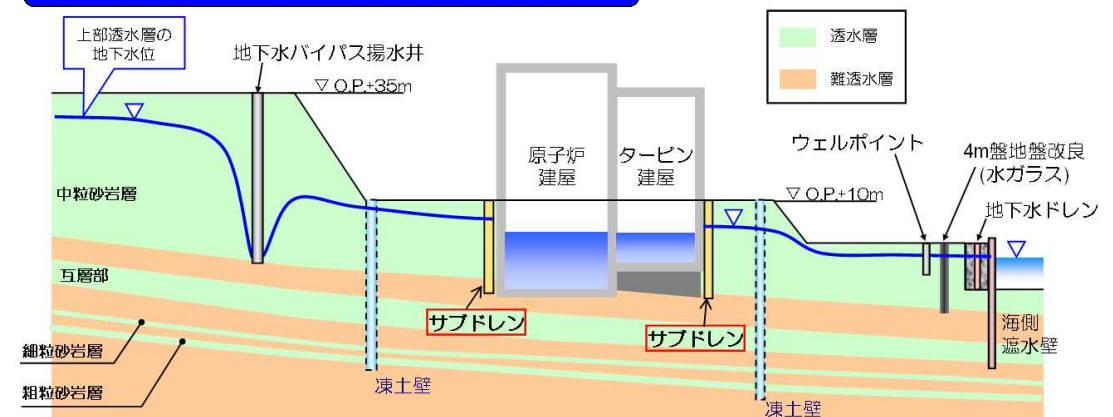 上部透水層の
地下水位
地下水バイパス揚水井
▽ O.P.+35m
透水層
難透水層
原子炉
建屋
タービン
建屋
ウェルポイント
4m盤地盤改良
(水ガラス)
地下水ドレン
▽ O.P.+10m
中粒砂岩層
互層部
サブドレン
サブドレン
海側
遮水壁
細粒砂岩層
粗粒砂岩層
凍土壁
凍土壁